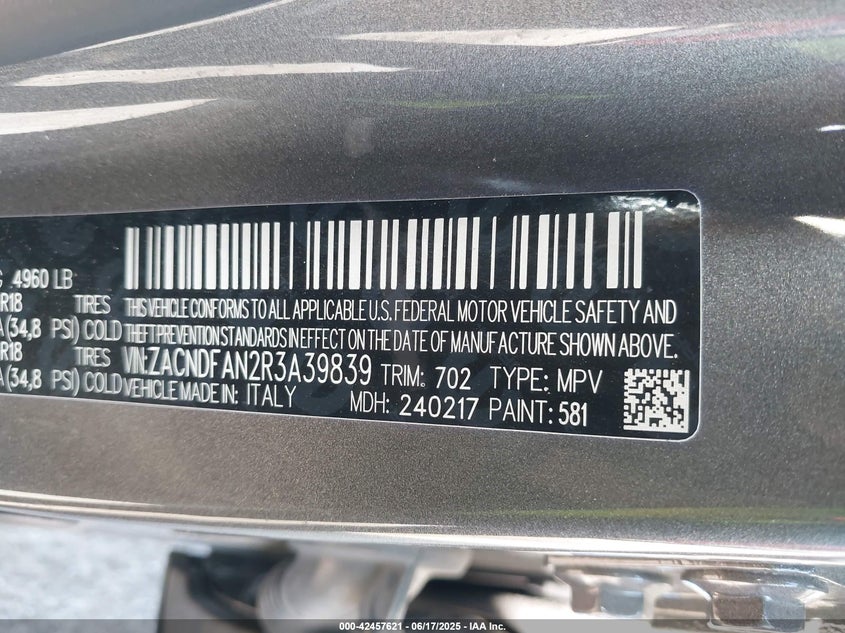 G 4960 LB
R18 TIRES
A (34,8 PSI) COLD
R18 TIRES
A (34,8 PSI) COLD
THIS VEHICLE CONFORMS TO ALL APPLICABLE U.S. FEDERAL MOTOR VEHICLE SAFETY AND
THEFT PREVENTION STANDARDS IN EFFECT ON THE DATE OF MANUFACTURE SHOWN ABOVE.
VIN:ZACNDFAN2R3A39839 TRIM: 702 TYPE: MPV
VEHICLE MADE IN: ITALY MDH: 240217 PAINT: 581
000-42457621 - 06/17/2025 - IAA Inc.